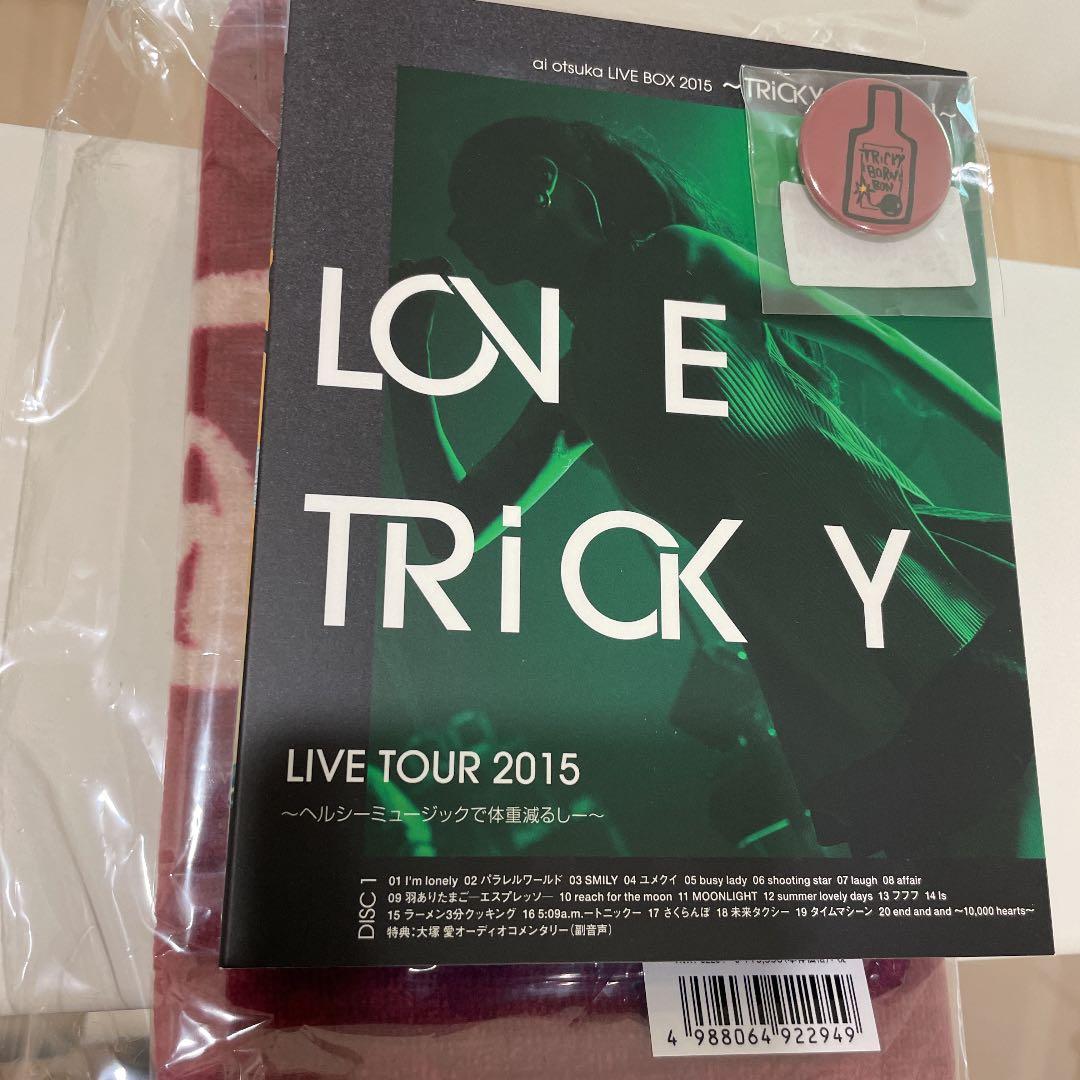 ai otsuka LIVE BOX 2015 ～TRiCKY
TRiCKY
BORN
BON
LOVE
TRiCKY
LIVE TOUR 2015
～ヘルシーミュージックで体重減るしー～
DISC 1
01 I'm lonely 02 パラレルワールド 03 SMILY 04 ユメクイ 05 busy lady 06 shooting star 07 laugh 08 affair
09 羽ありたまご―エスプレッソ― 10 reach for the moon 11 MOONLIGHT 12 summer lovely days 13 フフフ 14 ls
15 ラーメン3分クッキング 16 5:09a.m.ートニックー 17 さくらんぼ 18 未来タクシー 19 タイムマシーン 20 end and and ～10,000 hearts～
特典：大塚 愛オーディオコメンタリー（副音声）
4 988064 922949